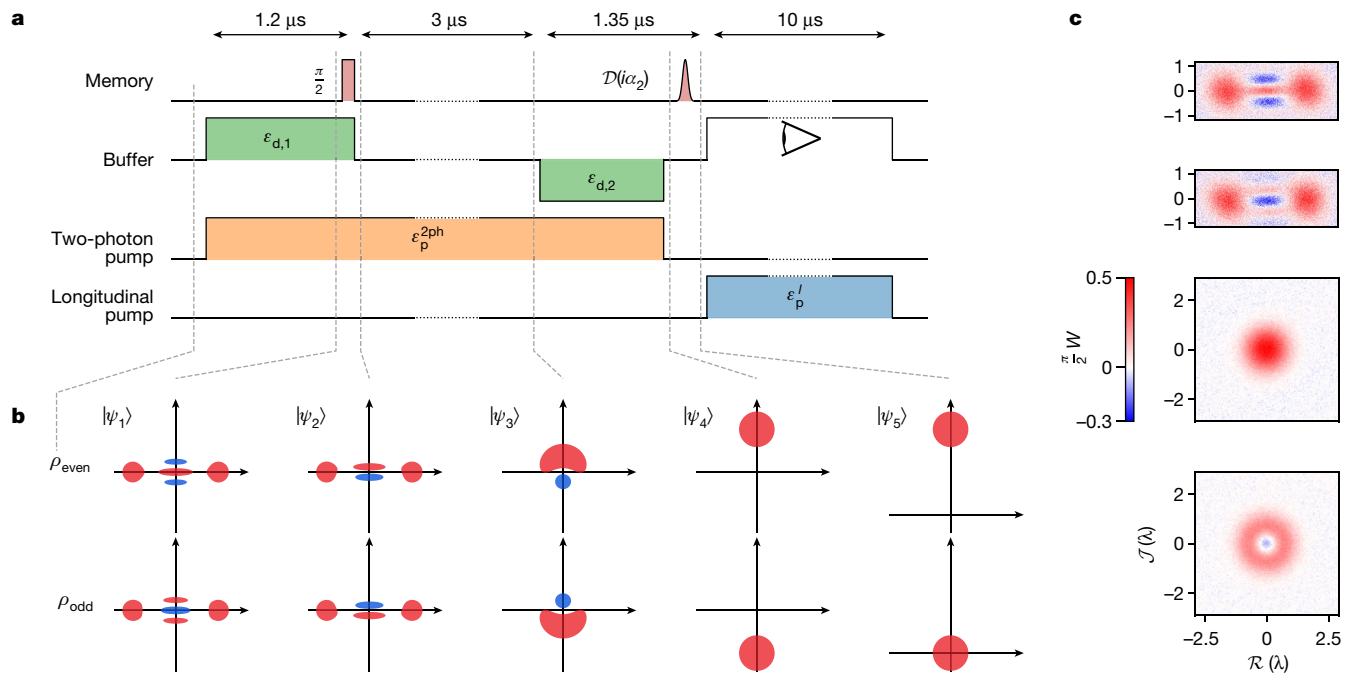 a
1.2 μs 3 μs 1.35 μs 10 μs
Memory π/2 𝒟(iα₂)
Buffer ε_d,1 ε_d,2
Two-photon pump ε_p^2ph
Longitudinal pump ε_p^l
b
|ψ₁⟩ |ψ₂⟩ |ψ₃⟩ |ψ₄⟩ |ψ₅⟩
ρ_even
ρ_odd
c
1
0
−1
1
0
−1
0.5
0
−0.3
π/2 W
2
0
−2
2
0
−2
𝒥(λ)
−2.5 0 2.5
ℛ(λ)